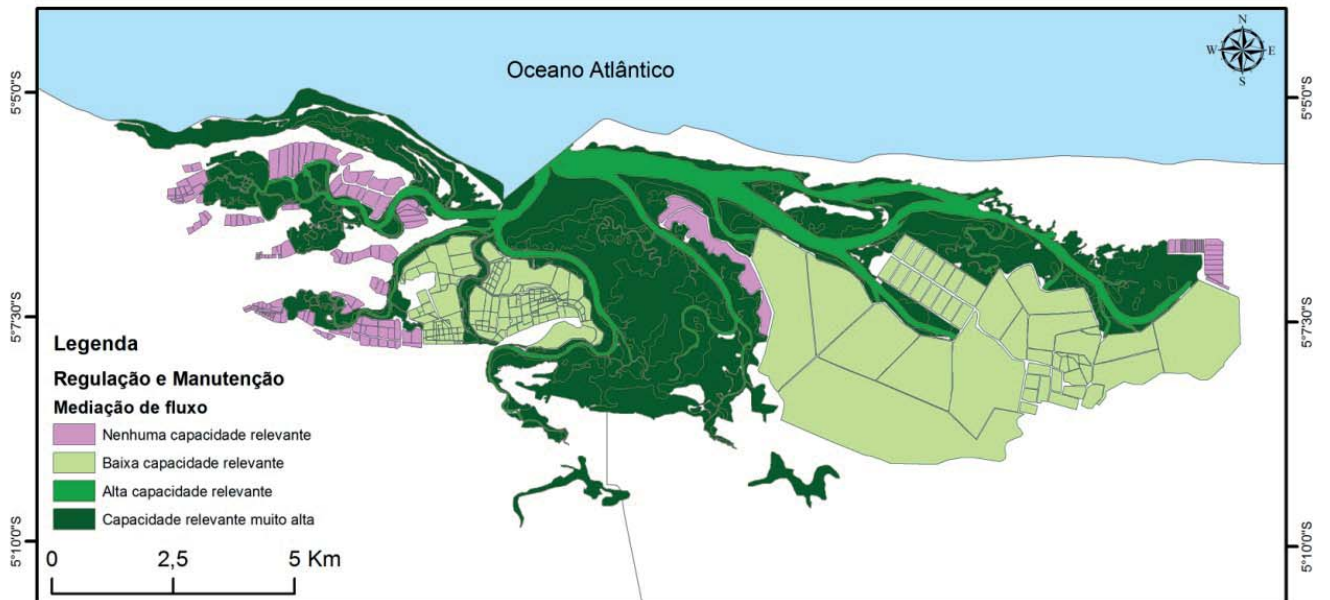 Oceano Atlântico
N
W
E
S
5°5'0"S
5°5'0"S
5°7'30"S
5°7'30"S
Legenda
Regulação e Manutenção
Mediação de fluxo
Nenhuma capacidade relevante
Baixa capacidade relevante
Alta capacidade relevante
Capacidade relevante muito alta
5°10'0"S
5°10'0"S
0 2,5 5 Km